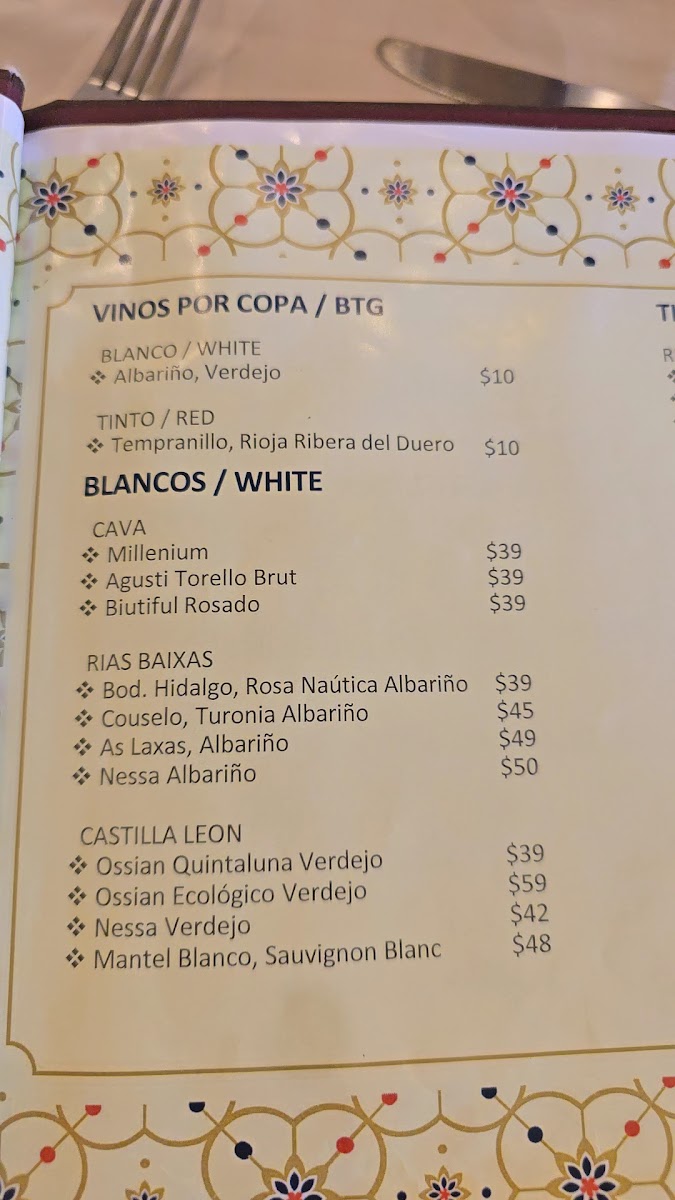 VINOS POR COPA / BTG
BLANCO / WHITE
❖ Albariño, Verdejo $10
TINTO / RED
❖ Tempranillo, Rioja Ribera del Duero $10
BLANCOS / WHITE
CAVA
❖ Millenium $39
❖ Agusti Torello Brut $39
❖ Biutiful Rosado $39
RIAS BAIXAS
❖ Bod. Hidalgo, Rosa Naútica Albariño $39
❖ Couselo, Turonia Albariño $45
❖ As Laxas, Albariño $49
❖ Nessa Albariño $50
CASTILLA LEON
❖ Ossian Quintaluna Verdejo $39
❖ Ossian Ecológico Verdejo $59
❖ Nessa Verdejo $42
❖ Mantel Blanco, Sauvignon Blanc $48